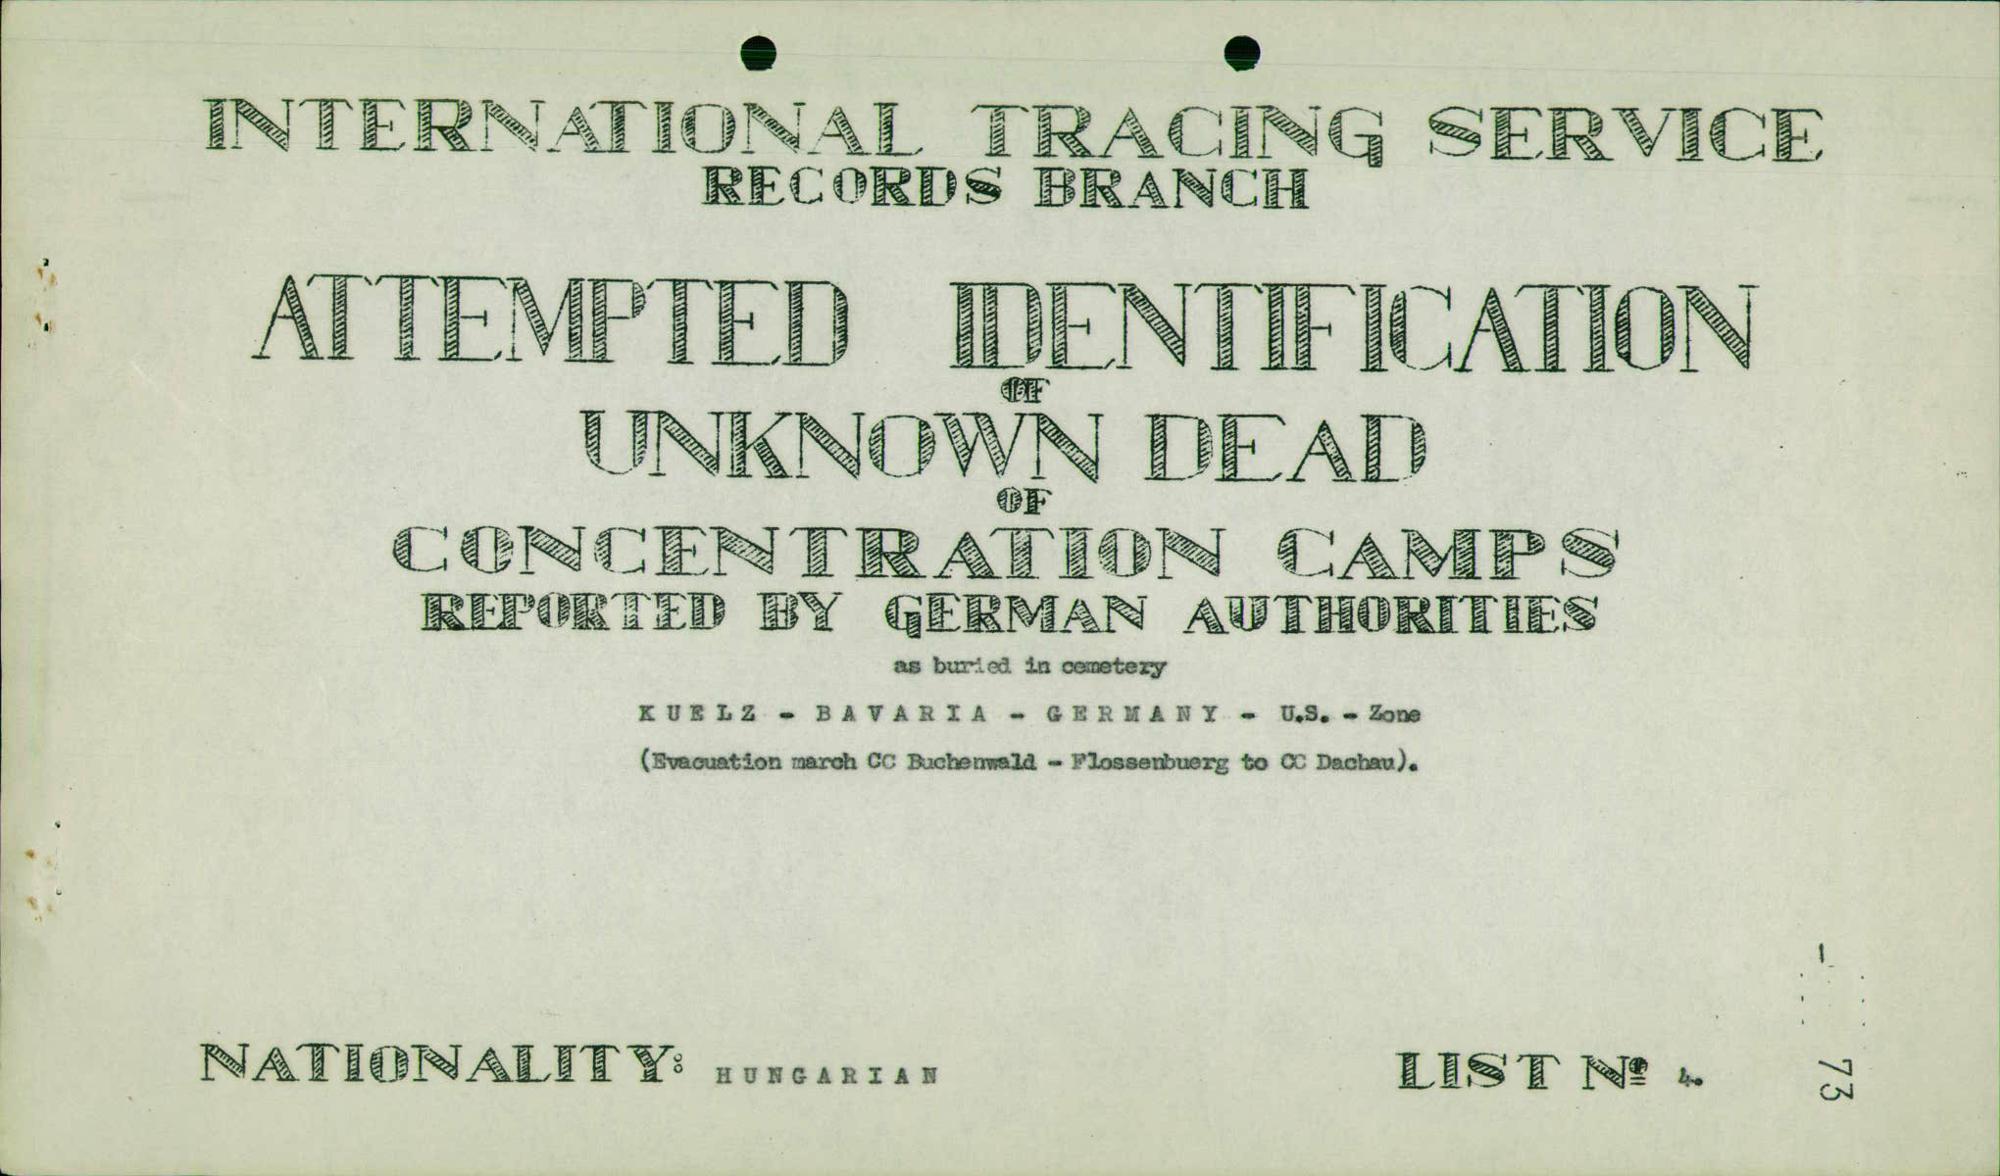 INTERNATIONAL TRACING SERVICE
RECORDS BRANCH
ATTEMPTED IDENTIFICATION
OF
UNKNOWN DEAD
OF
CONCENTRATION CAMPS
REPORTED BY GERMAN AUTHORITIES
as buried in cemetery
KUELZ - BAVARIA - GERMANY - U.S. - Zone
(Evacuation march CC Buchenwald - Flossenbuerg to CC Dachau).
NATIONALITY: HUNGARIAN
LIST No 4.
73